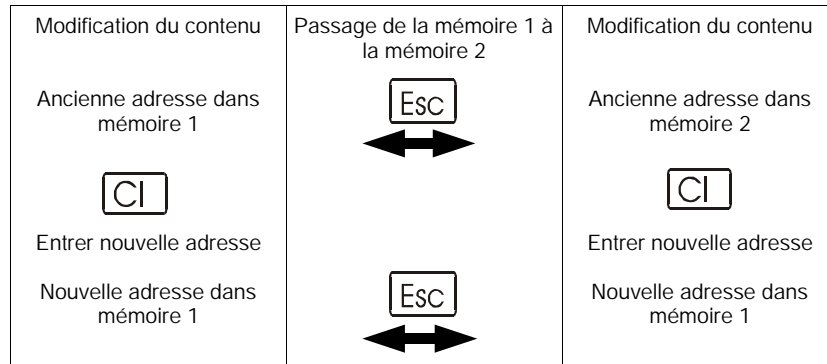 Modification du contenu
Ancienne adresse dans
mémoire 1
Cl
Entrer nouvelle adresse
Nouvelle adresse dans
mémoire 1
Passage de la mémoire 1 à
la mémoire 2
Esc
Esc
Modification du contenu
Ancienne adresse dans
mémoire 2
Cl
Entrer nouvelle adresse
Nouvelle adresse dans
mémoire 1